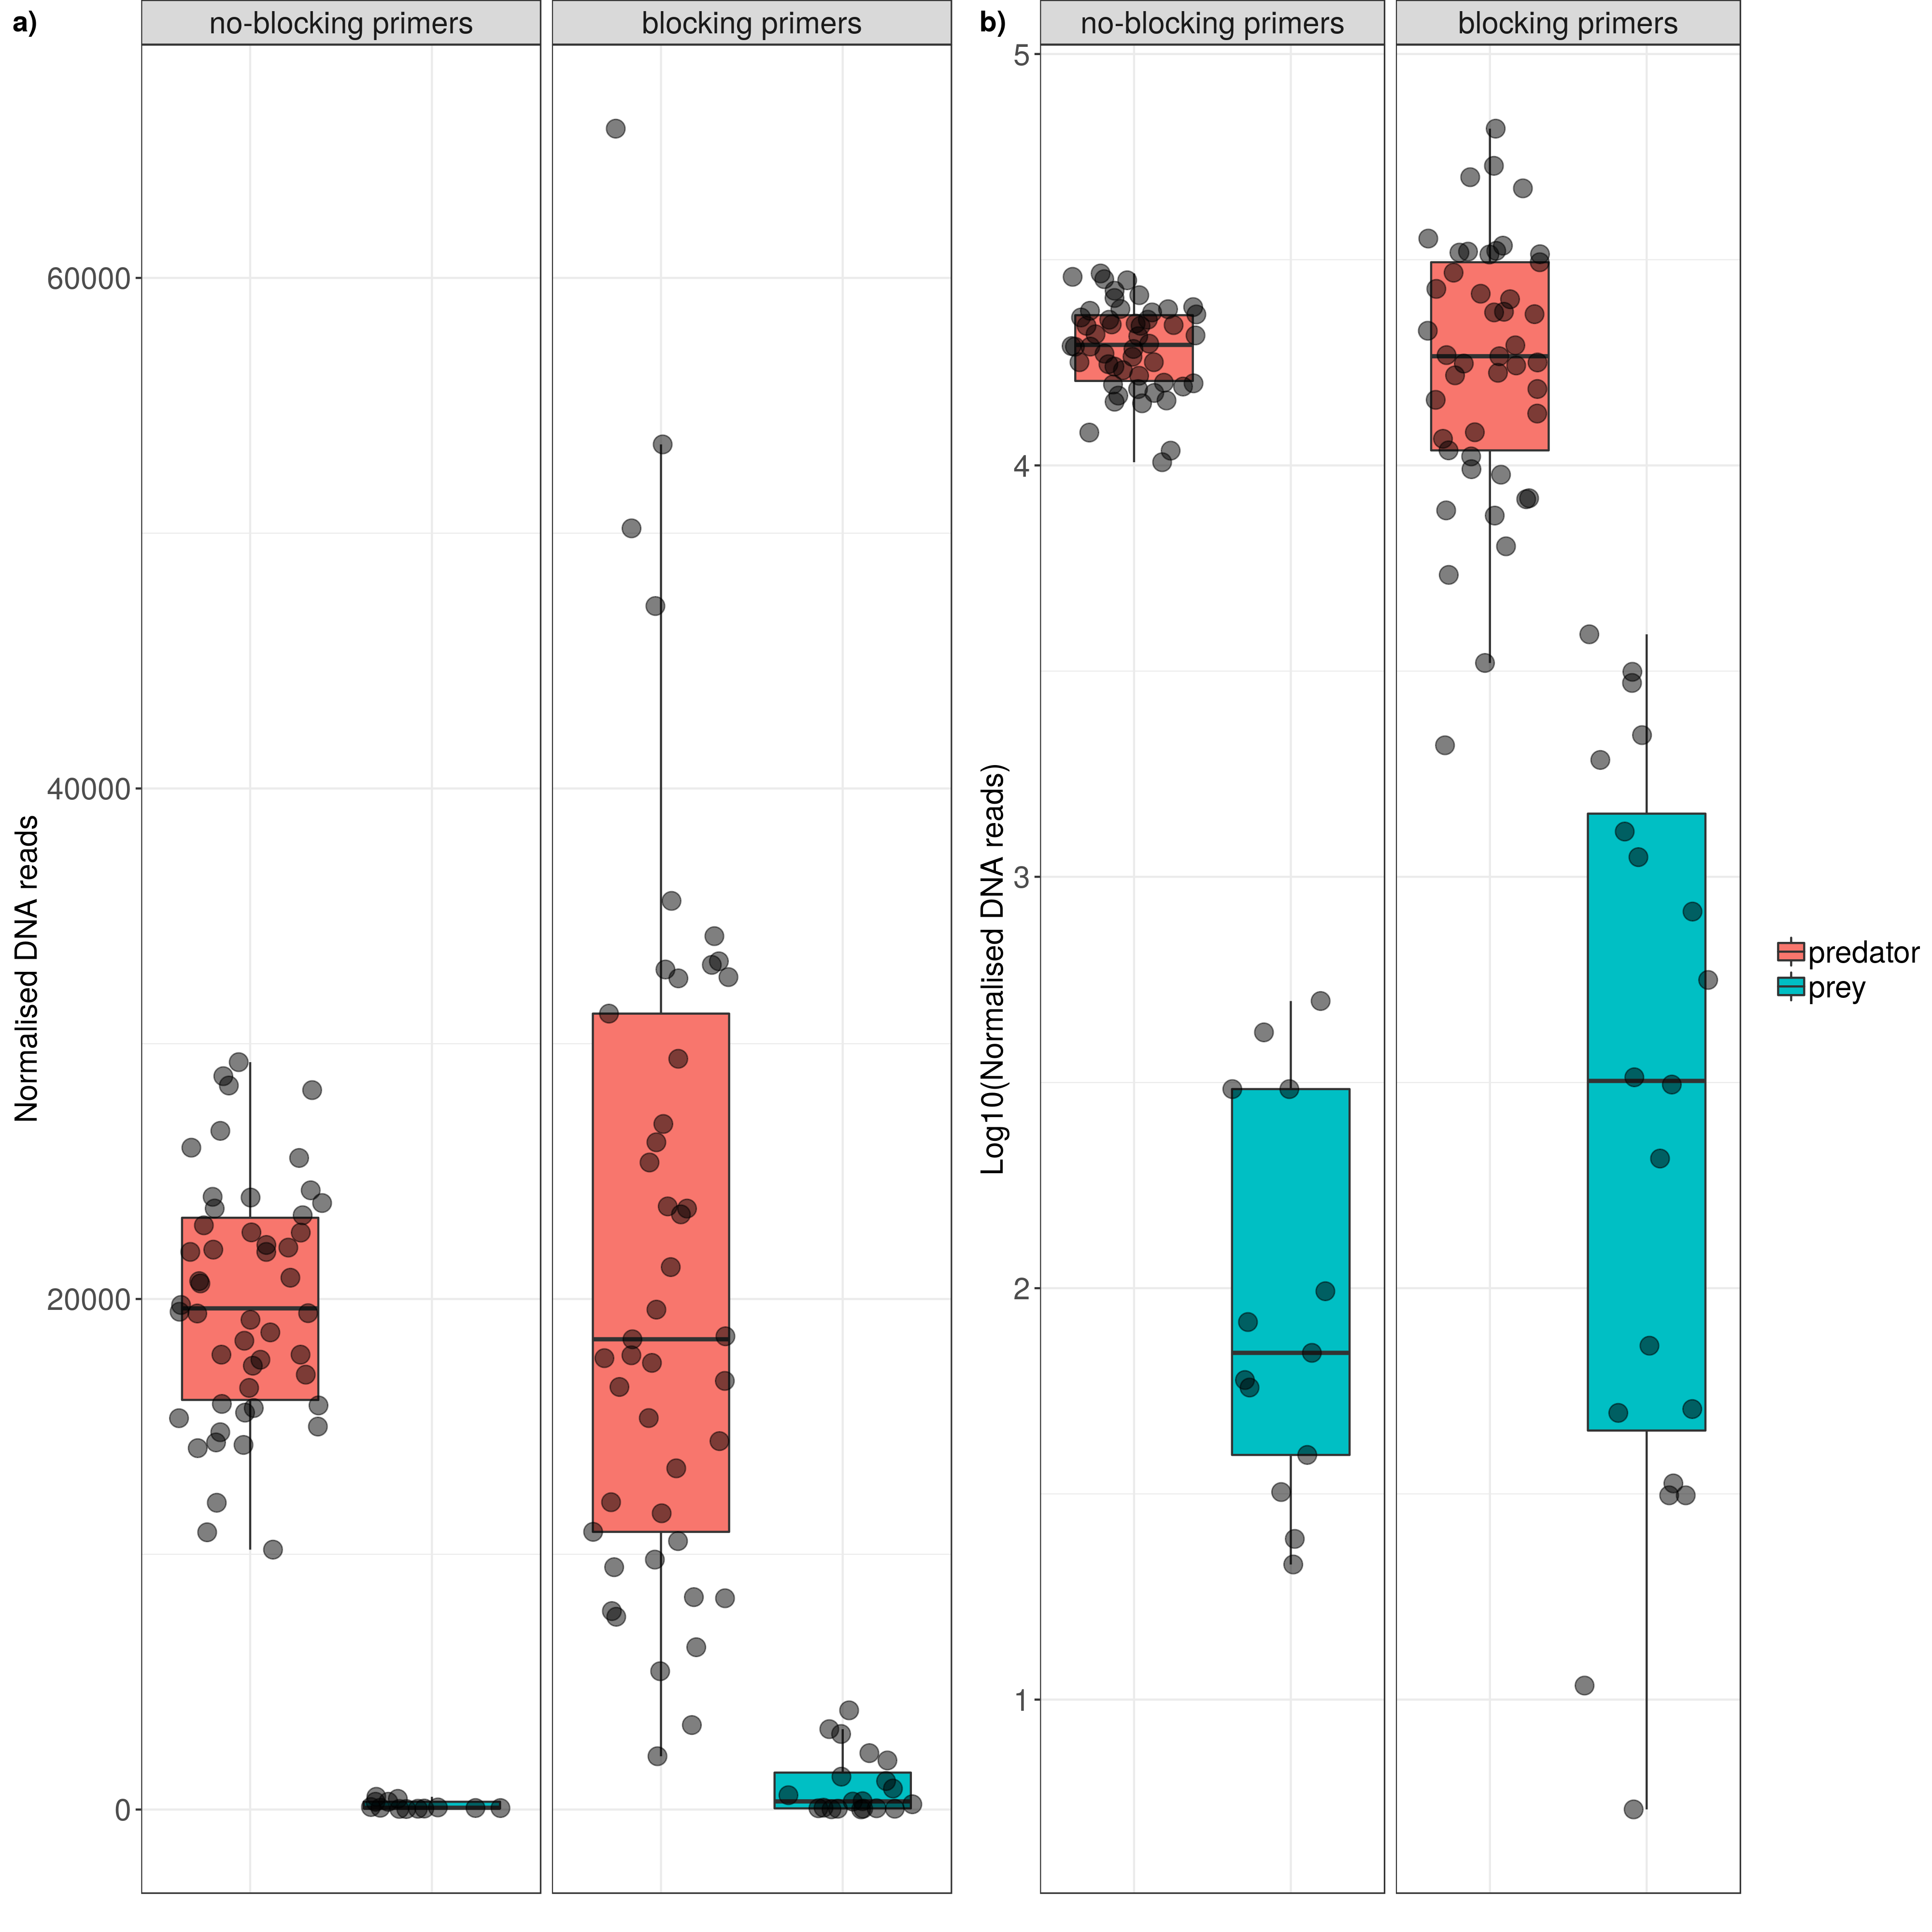 a)
no-blocking primers
blocking primers
Normalised DNA reads
60000
40000
20000
0
b)
no-blocking primers
blocking primers
Log10(Normalised DNA reads)
5
4
3
2
1
predator
prey